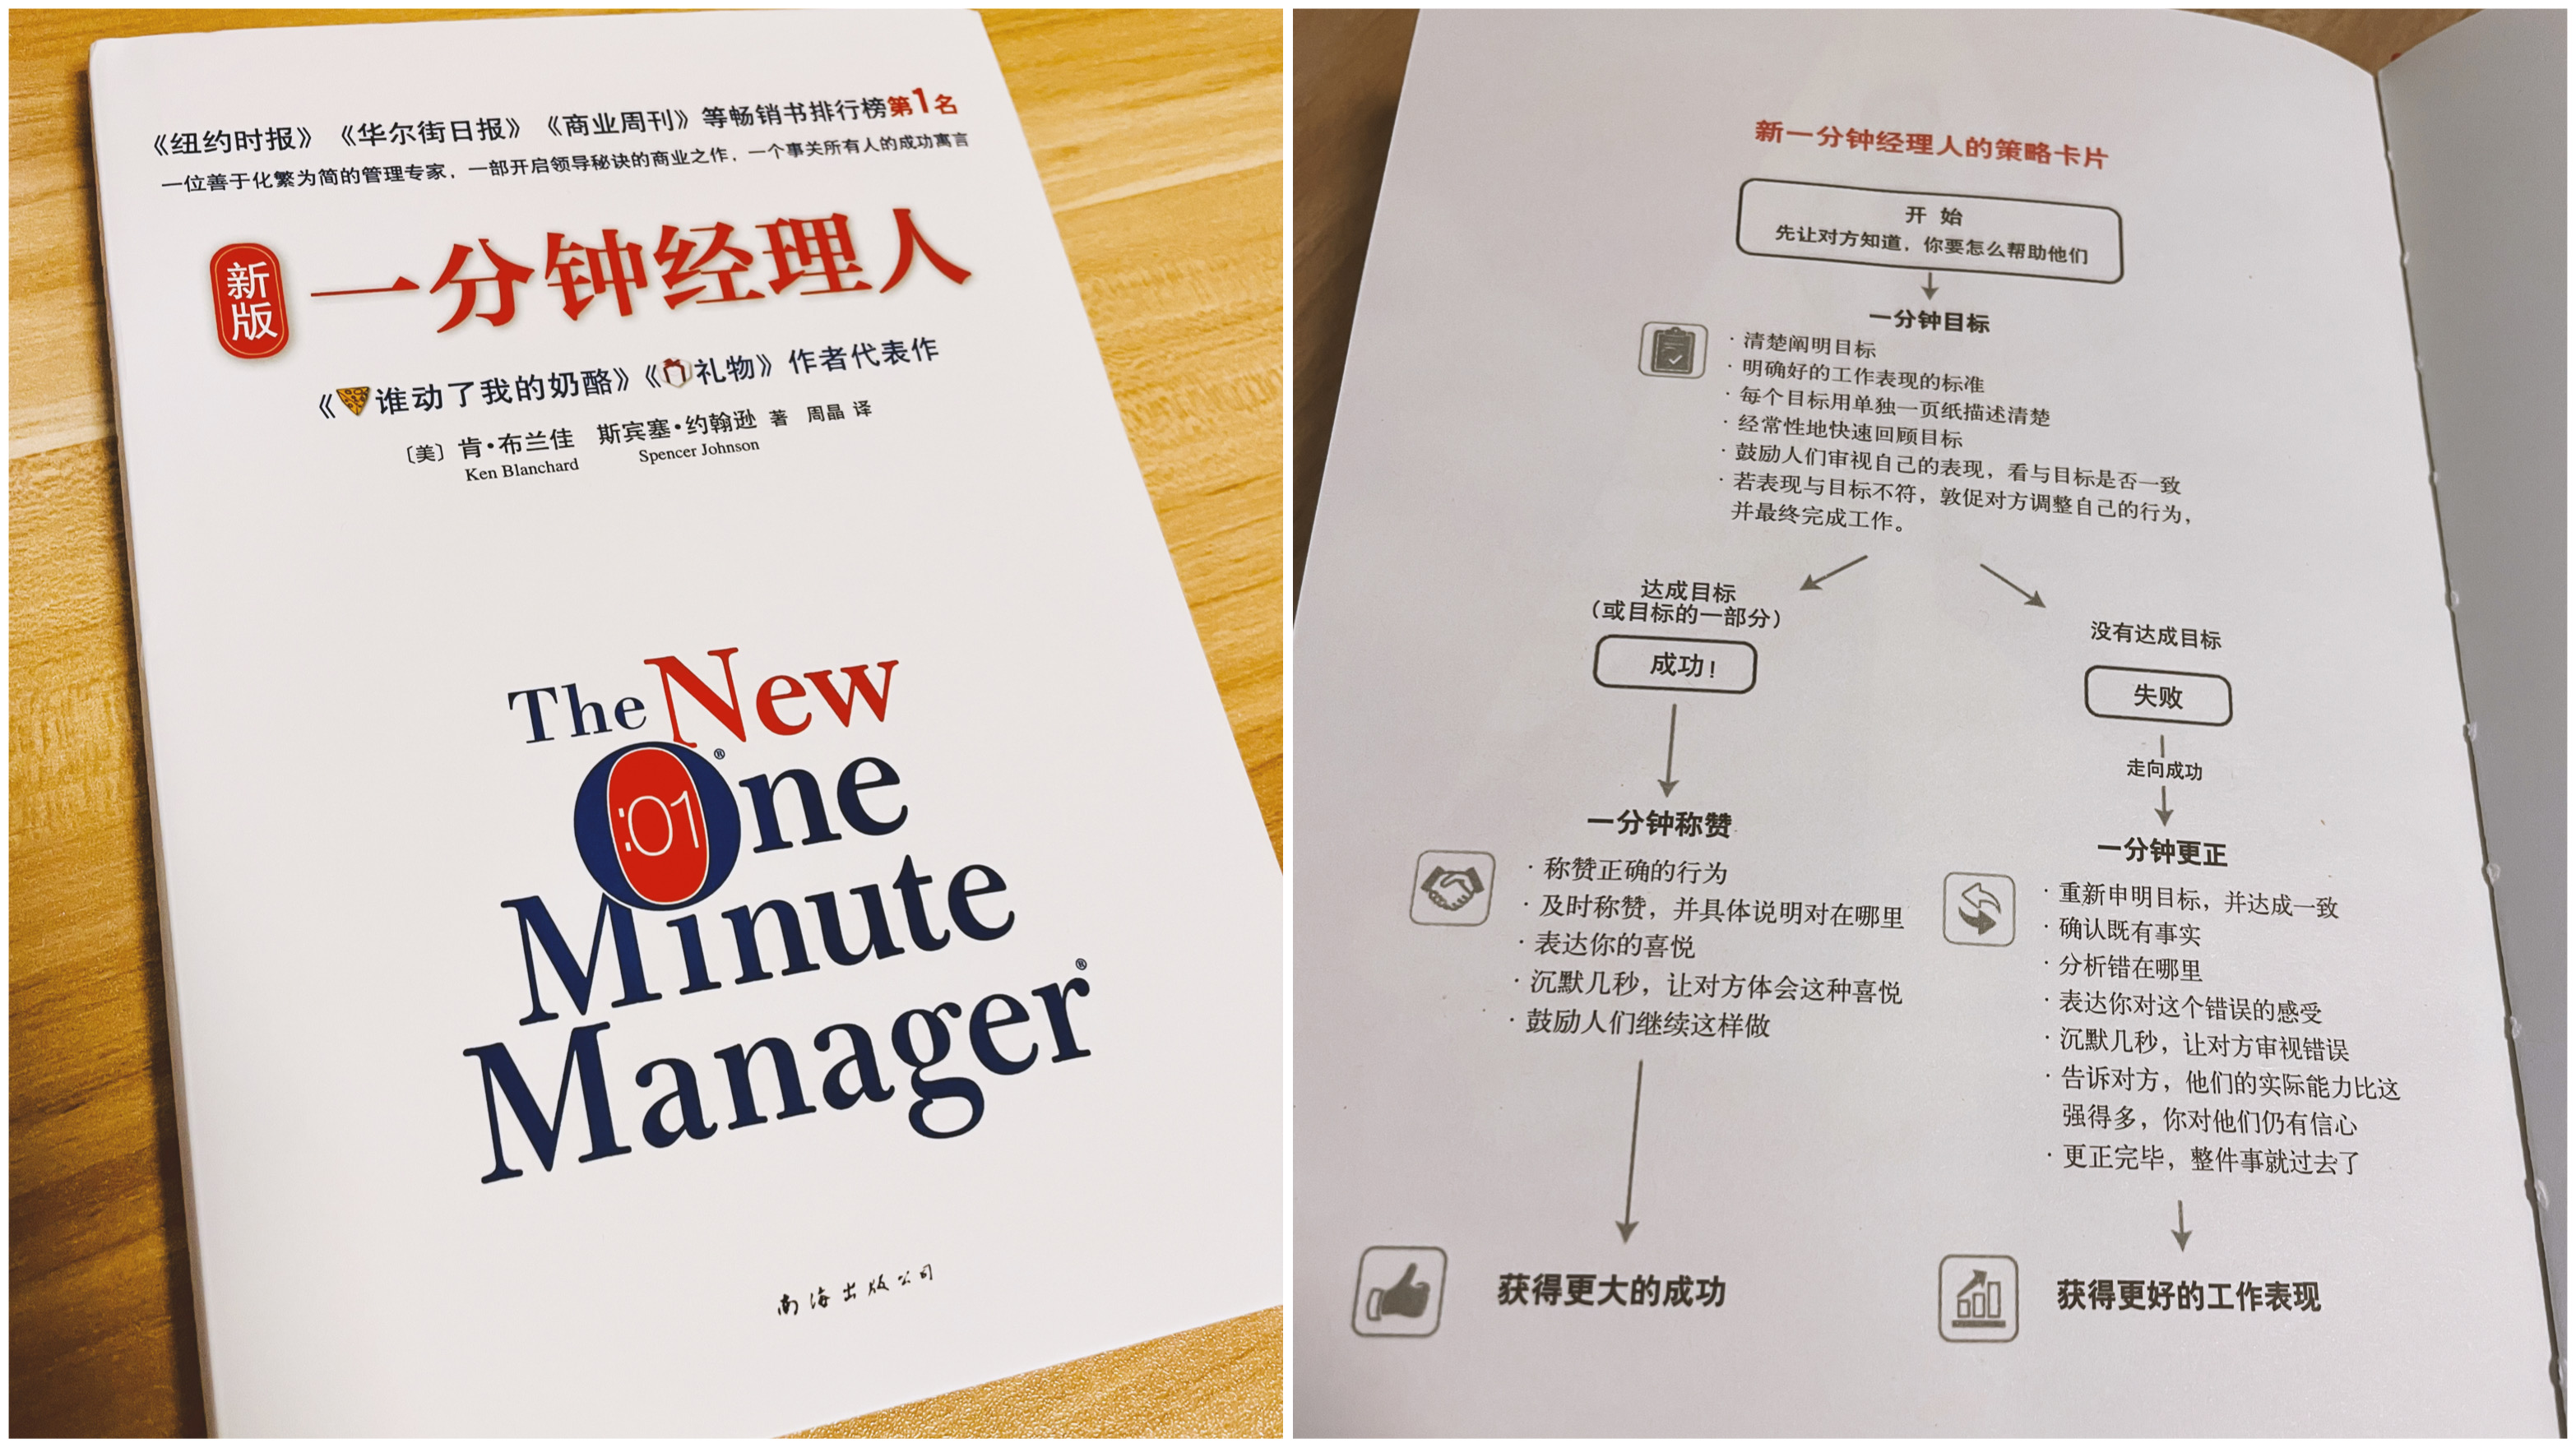 《纽约时报》《华尔街日报》《商业周刊》等畅销书排行榜第1名
一位善于化繁为简的管理专家，一部开启领导秘诀的商业之作，一个事关所有人的成功寓言
新版
一分钟经理人
《谁动了我的奶酪》《礼物》作者代表作
〔美〕肯·布兰佳 斯宾塞·约翰逊 著 周晶 译
Ken Blanchard Spencer Johnson
The New
One®
:01
Minute
Manager®
南海出版公司
新一分钟经理人的策略卡片
开 始
先让对方知道，你要怎么帮助他们
一分钟目标
· 清楚阐明目标
· 明确好的工作表现的标准
· 每个目标用单独一页纸描述清楚
· 经常性地快速回顾目标
· 鼓励人们审视自己的表现，看与目标是否一致
· 若表现与目标不符，敦促对方调整自己的行为，
并最终完成工作。
达成目标
（或目标的一部分）
成功！
一分钟称赞
· 称赞正确的行为
· 及时称赞，并具体说明对在哪里
· 表达你的喜悦
· 沉默几秒，让对方体会这种喜悦
· 鼓励人们继续这样做
获得更大的成功
没有达成目标
失败
走向成功
一分钟更正
· 重新申明目标，并达成一致
· 确认既有事实
· 分析错在哪里
· 表达你对这个错误的感受
· 沉默几秒，让对方审视错误
· 告诉对方，他们的实际能力比这
强得多，你对他们仍有信心
· 更正完毕，整件事就过去了
获得更好的工作表现